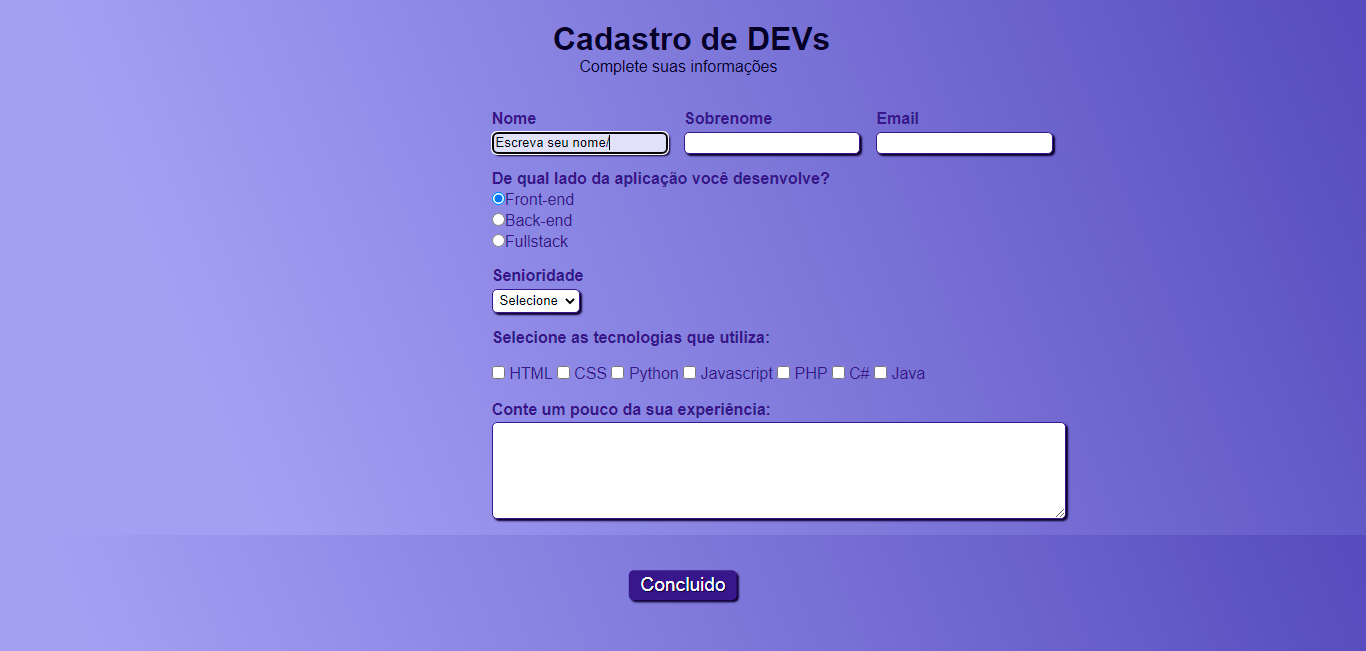 Cadastro de DEVs
Complete suas informações
Nome Sobrenome Email
Escreva seu nome/
De qual lado da aplicação você desenvolve?
Front-end
Back-end
Fullstack
Senioridade
Selecione
Selecione as tecnologias que utiliza:
HTML CSS Python Javascript PHP C# Java
Conte um pouco da sua experiência:
Concluido